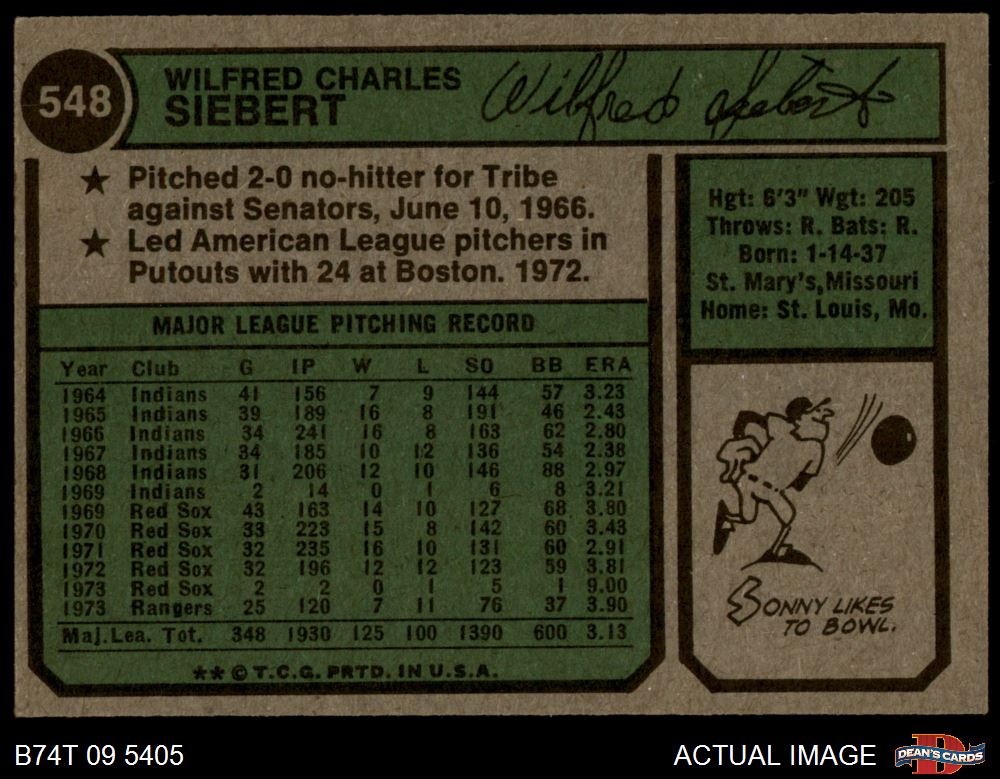 548
WILFRED CHARLES
SIEBERT
Wilfred Siebert
★ Pitched 2-0 no-hitter for Tribe
against Senators, June 10, 1966.
★ Led American League pitchers in
Putouts with 24 at Boston. 1972.
Hgt: 6'3" Wgt: 205
Throws: R. Bats: R.
Born: 1-14-37
St. Mary's, Missouri
Home: St. Louis, Mo.
MAJOR LEAGUE PITCHING RECORD
Year Club G IP W L SO BB ERA
1964 Indians 41 156 7 9 144 57 3.23
1965 Indians 39 189 16 8 191 46 2.43
1966 Indians 34 241 16 8 163 62 2.80
1967 Indians 34 185 10 12 136 54 2.38
1968 Indians 31 206 12 10 146 88 2.97
1969 Indians 2 14 0 1 6 8 3.21
1969 Red Sox 43 163 14 10 127 68 3.80
1970 Red Sox 33 223 15 8 142 60 3.43
1971 Red Sox 32 235 16 10 131 60 2.91
1972 Red Sox 32 196 12 12 123 59 3.81
1973 Red Sox 2 2 0 1 5 1 9.00
1973 Rangers 25 120 7 11 76 37 3.90
Maj. Lea. Tot. 348 1930 125 100 1390 600 3.13
**© T.C.G. PRTD. IN U.S.A.
SONNY LIKES
TO BOWL.
B74T 09 5405
ACTUAL IMAGE
D
DEAN'S CARDS